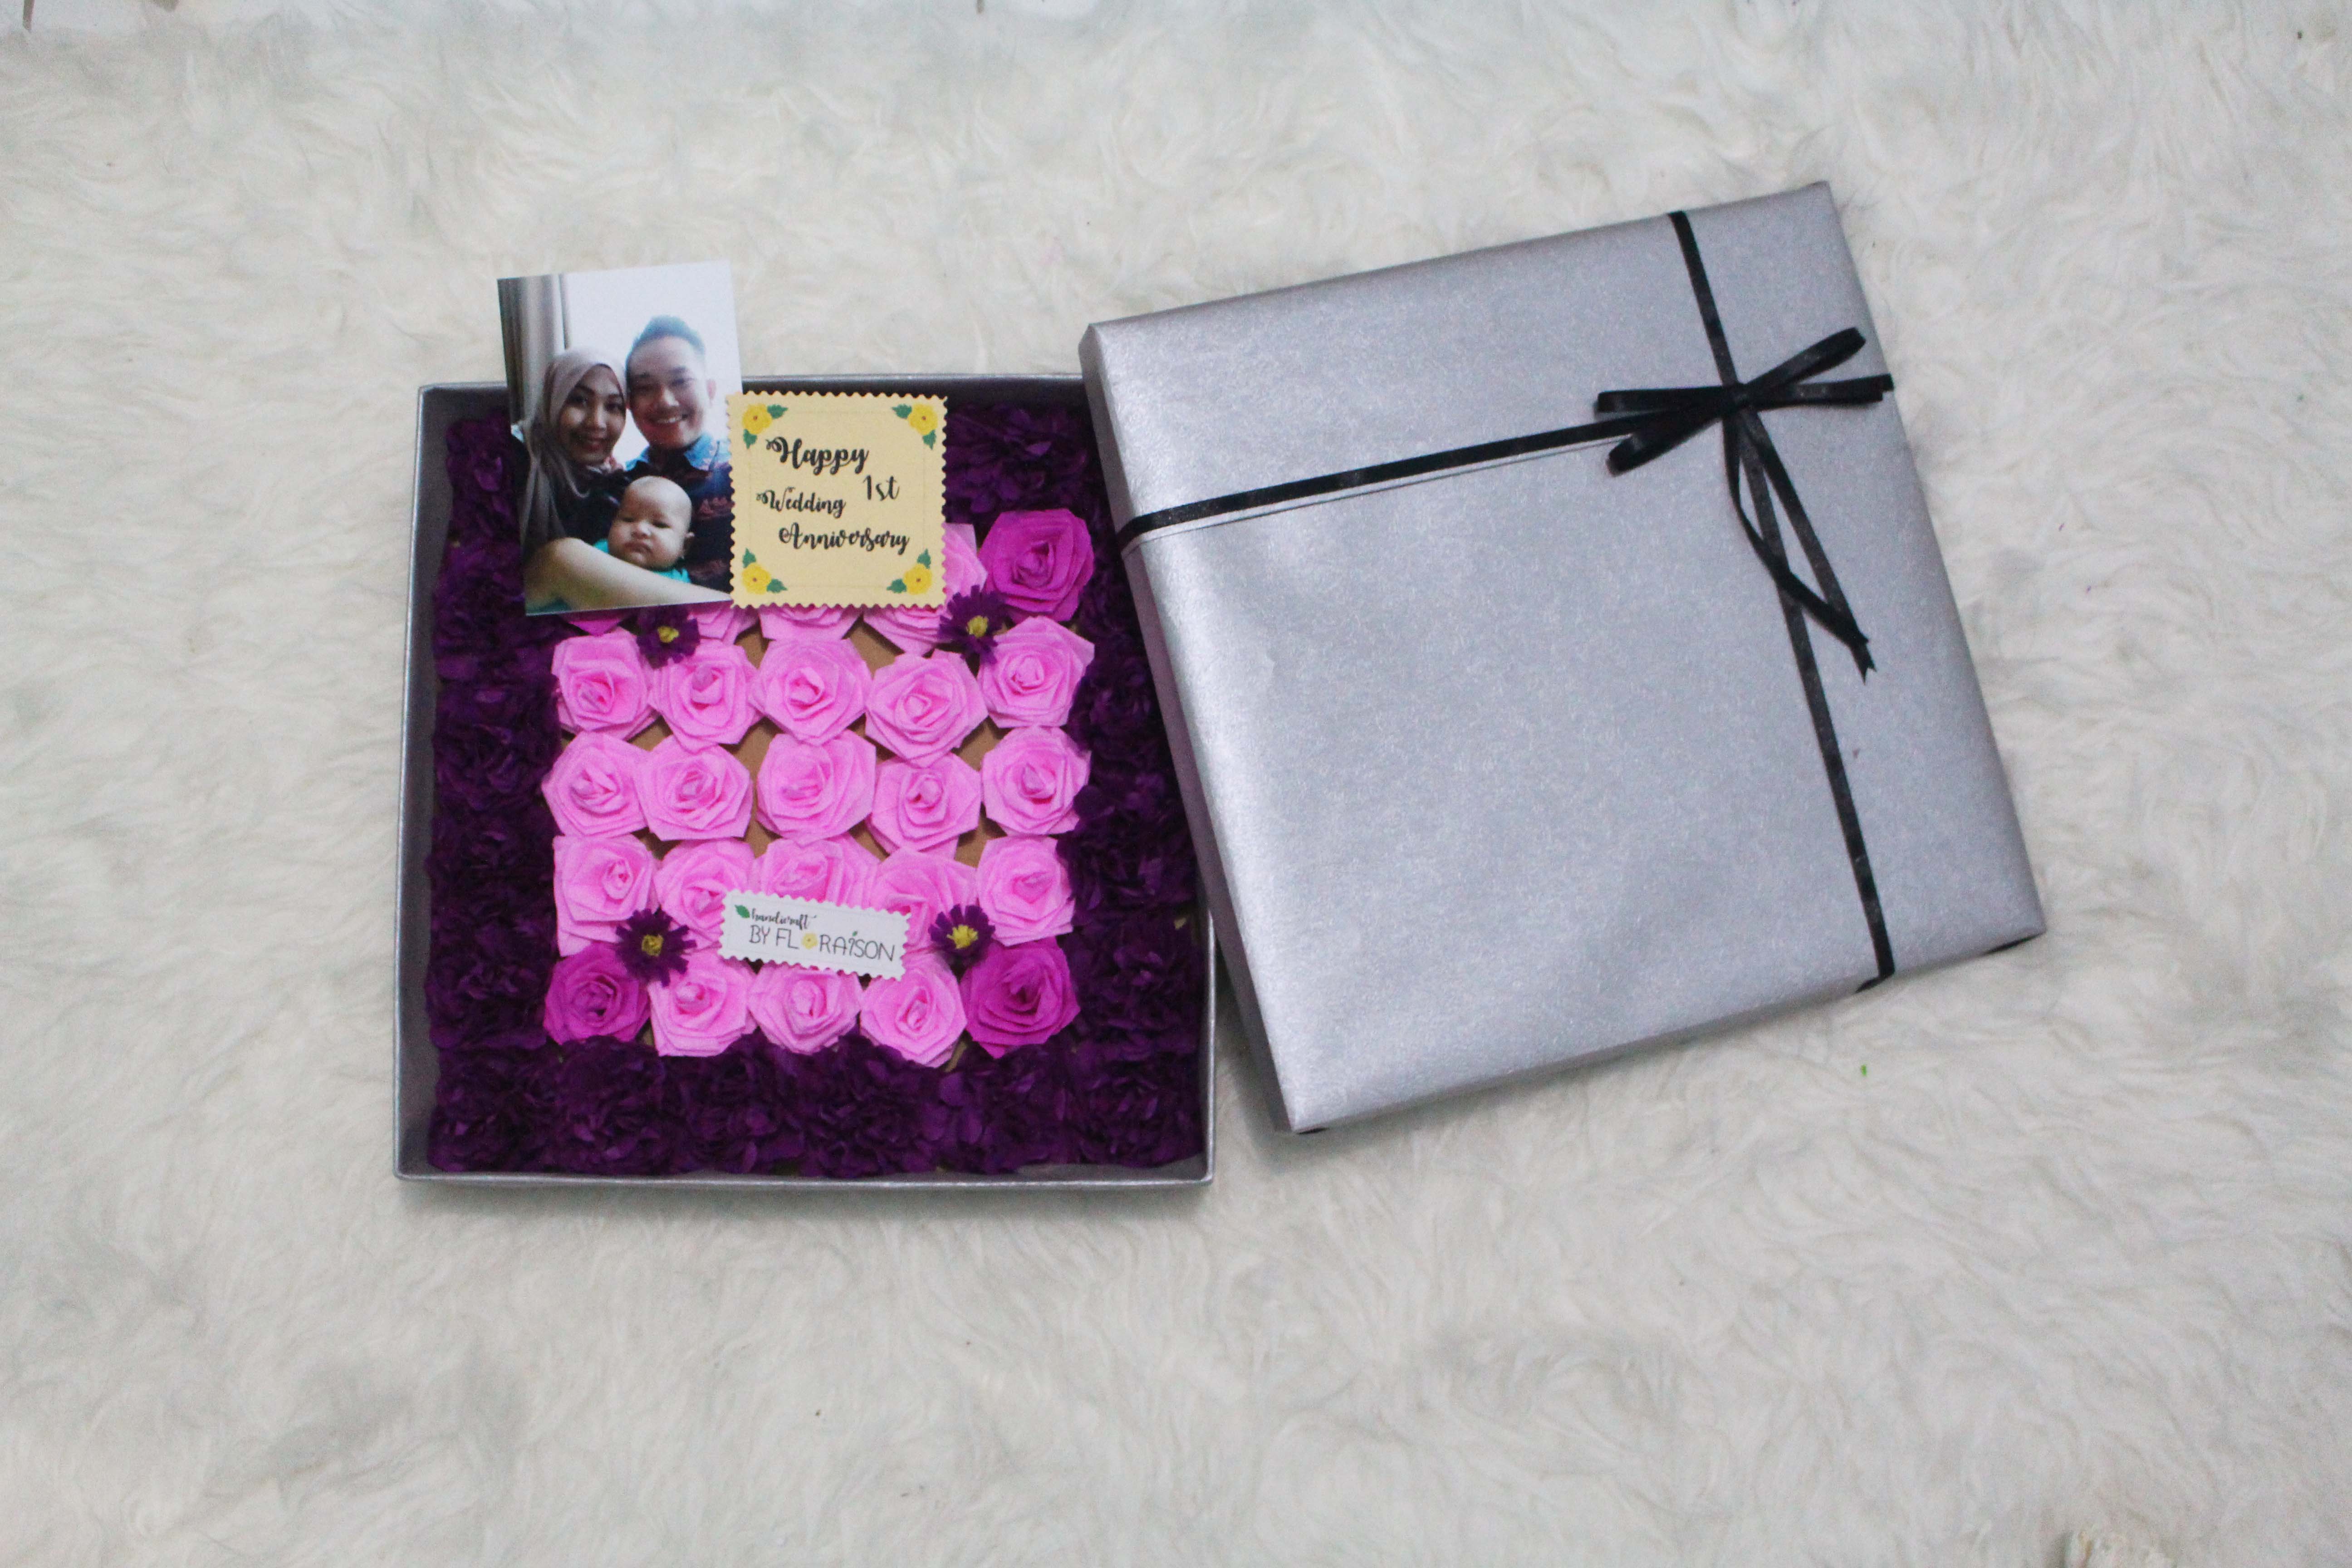 Happy
1st
Wedding
Anniversary
handicraft
BY FLORAISON